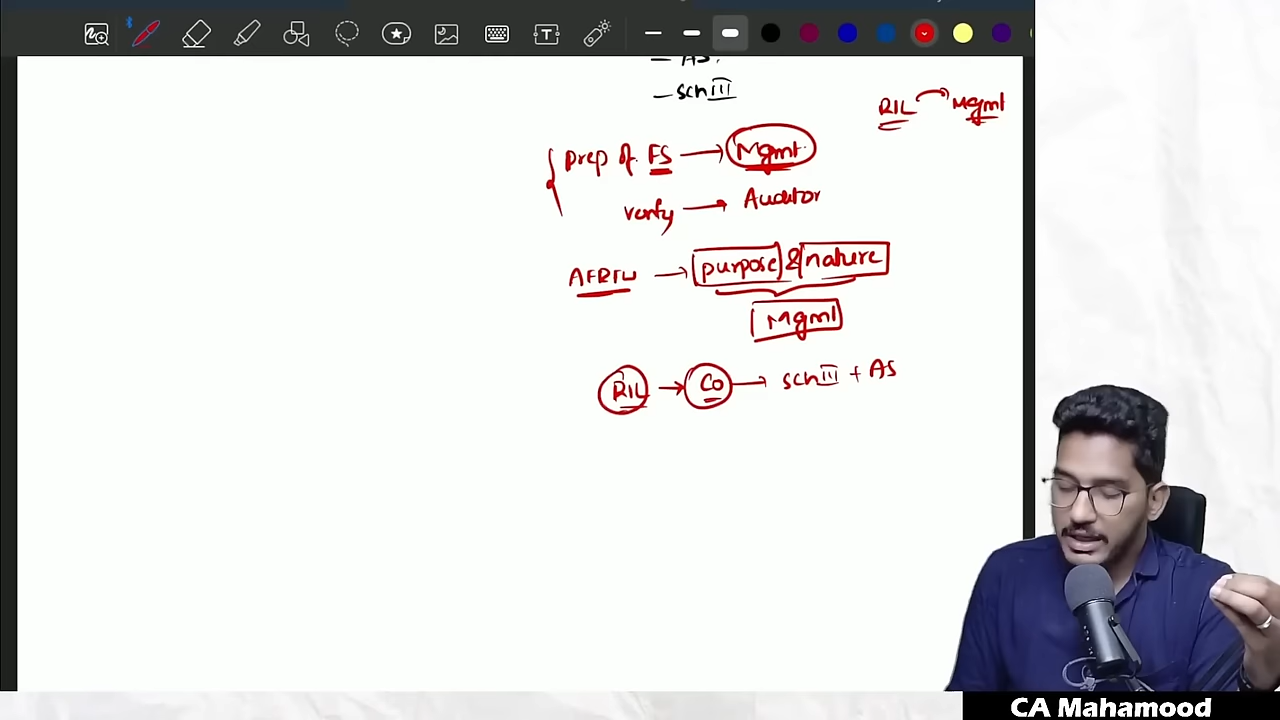 – AS.
– Sch III
RIL → Mgmt
Prep of FS → Mgmt.
verify → Auditor
AFRFW → purpose & nature
Mgmt
RIL → Co → Sch III + AS
CA Mahamood